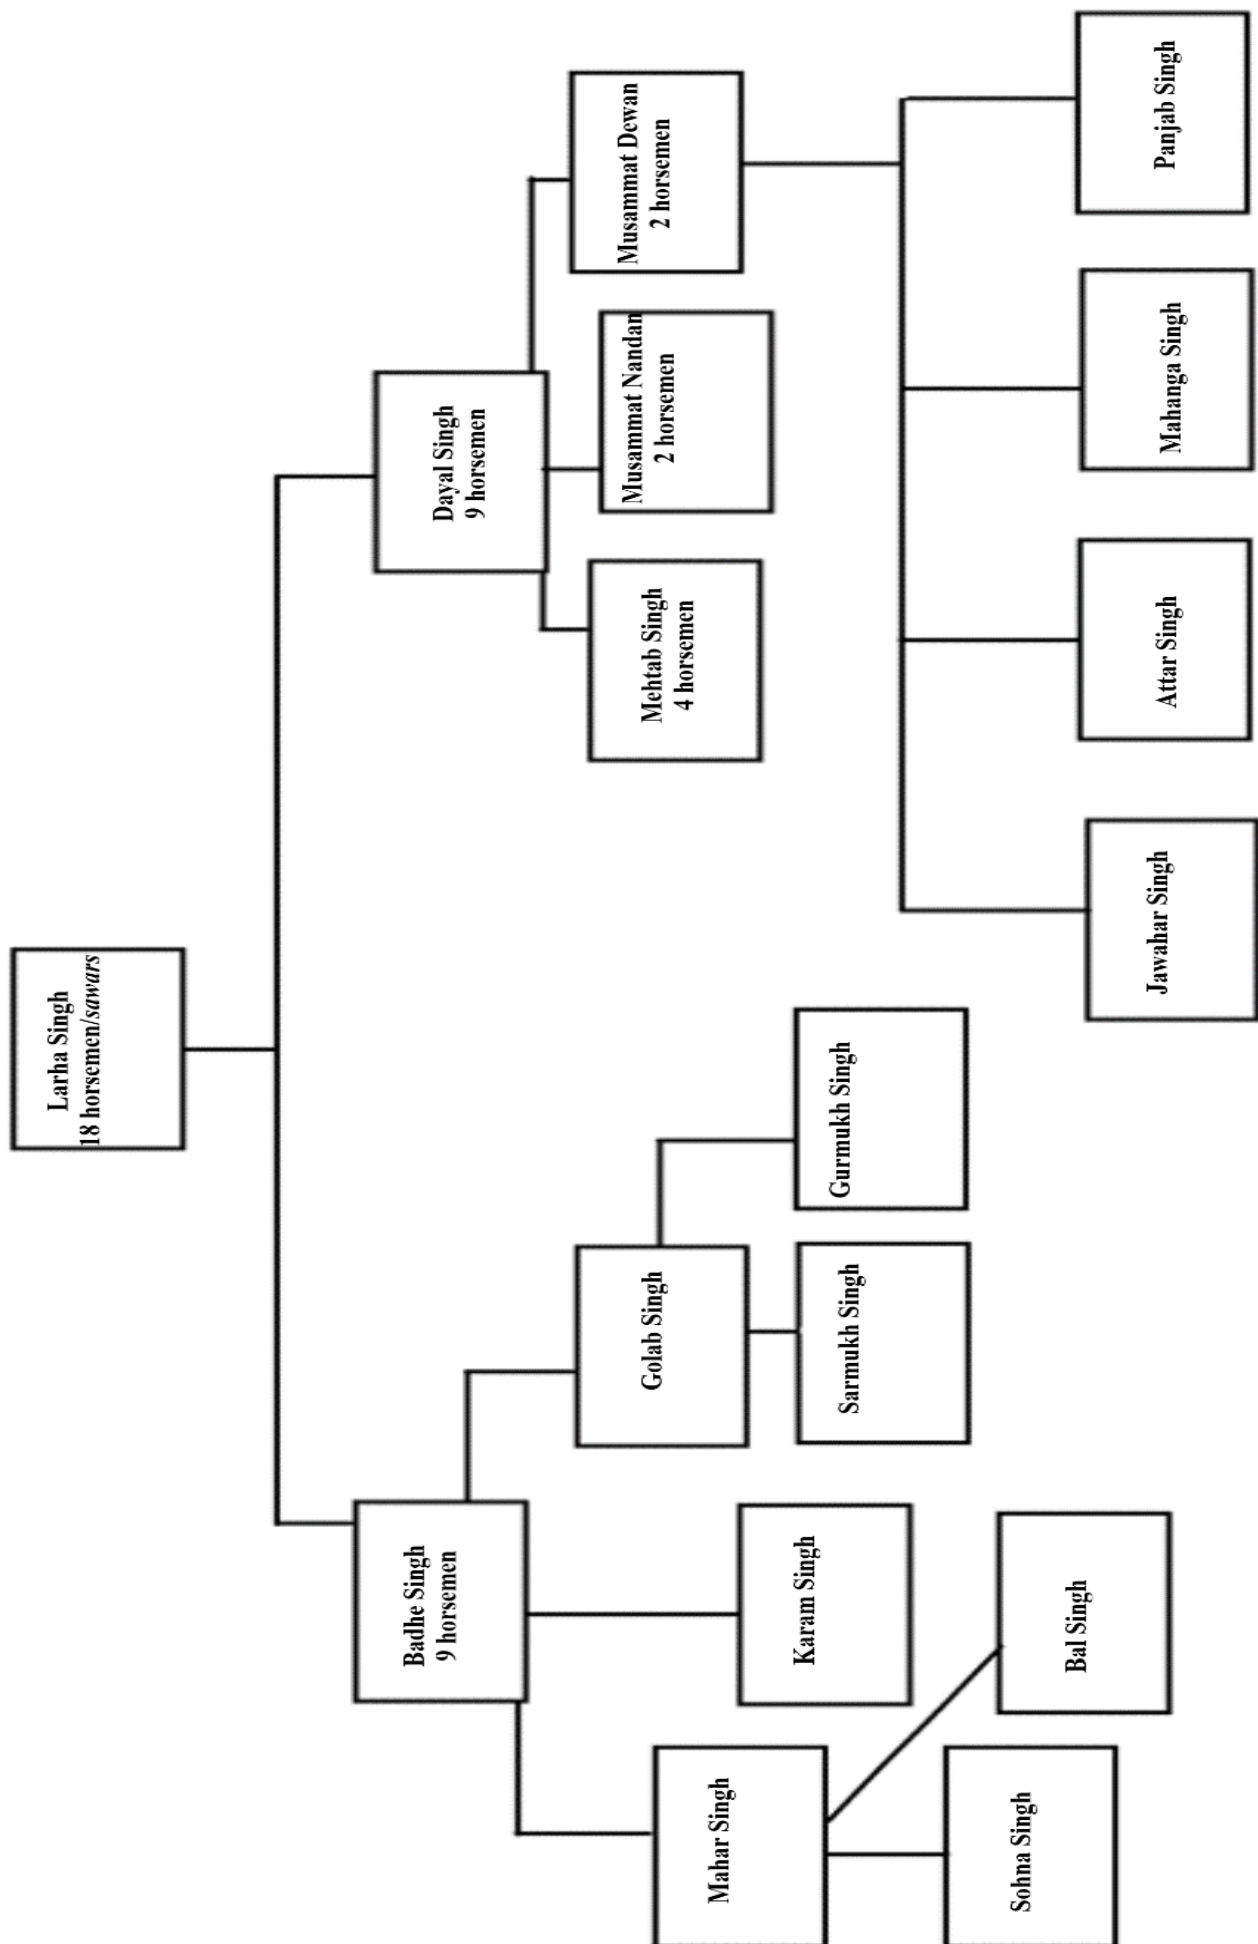 Larha Singh
18 horsemen/sawars
Badhe Singh
9 horsemen
Dayal Singh
9 horsemen
Mahar Singh
Karam Singh
Golab Singh
Mehtab Singh
4 horsemen
Musammat Nandan
2 horsemen
Musammat Dewan
2 horsemen
Sohna Singh
Bal Singh
Sarmukh Singh
Gurmukh Singh
Jawahar Singh
Attar Singh
Mahanga Singh
Panjab Singh